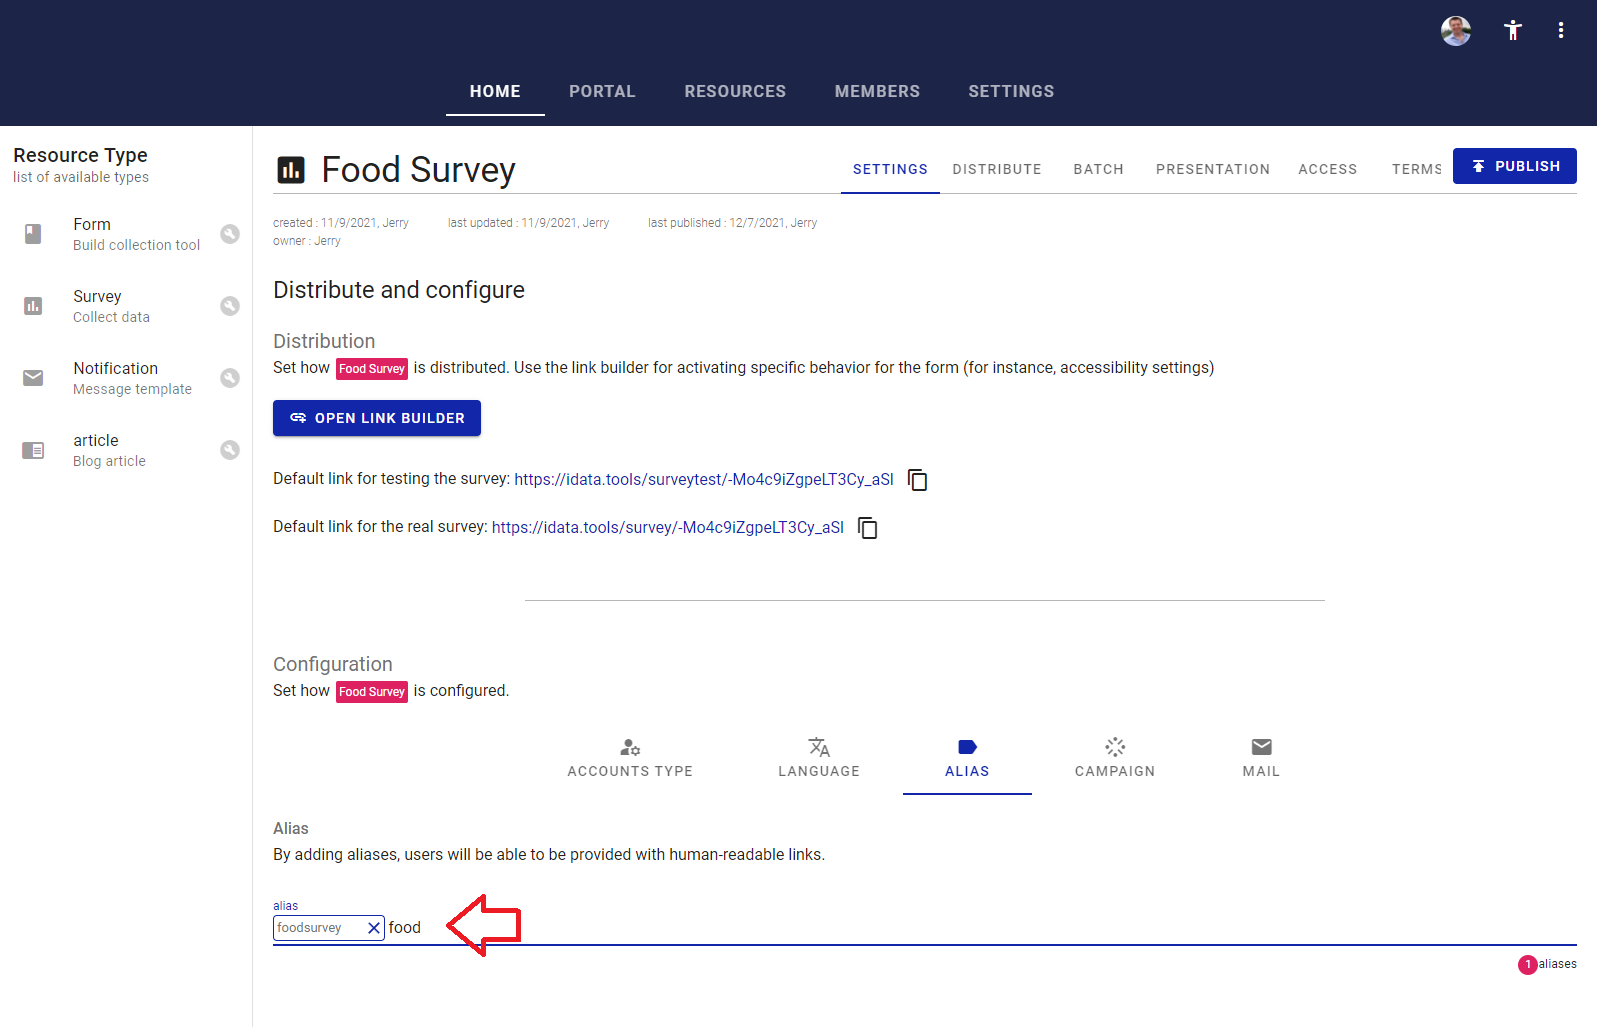 HOME PORTAL RESOURCES MEMBERS SETTINGS
Resource Type
list of available types
Form
Build collection tool
Survey
Collect data
Notification
Message template
article
Blog article
Food Survey
SETTINGS DISTRIBUTE BATCH PRESENTATION ACCESS TERMS
PUBLISH
created : 11/9/2021, Jerry last updated : 11/9/2021, Jerry last published : 12/7/2021, Jerry
owner : Jerry
Distribute and configure
Distribution
Set how Food Survey is distributed. Use the link builder for activating specific behavior for the form (for instance, accessibility settings)
OPEN LINK BUILDER
Default link for testing the survey: https://idata.tools/surveytest/-Mo4c9iZgpeLT3Cy_aSI
Default link for the real survey: https://idata.tools/survey/-Mo4c9iZgpeLT3Cy_aSI
Configuration
Set how Food Survey is configured.
ACCOUNTS TYPE LANGUAGE ALIAS CAMPAIGN MAIL
Alias
By adding aliases, users will be able to be provided with human-readable links.
alias
foodsurvey food
1 aliases